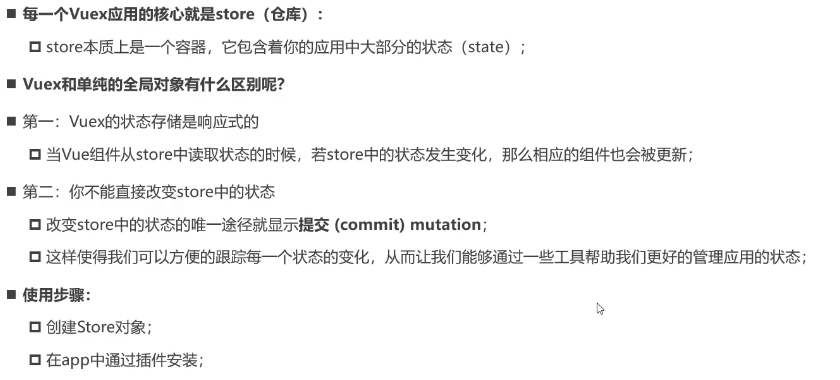 每一个Vuex应用的核心就是store（仓库）：
store本质上是一个容器，它包含着你的应用中大部分的状态（state）；
Vuex和单纯的全局对象有什么区别呢？
第一：Vuex的状态存储是响应式的
当Vue组件从store中读取状态的时候，若store中的状态发生变化，那么相应的组件也会被更新；
第二：你不能直接改变store中的状态
改变store中的状态的唯一途径就显示提交 (commit) mutation；
这样使得我们可以方便的跟踪每一个状态的变化，从而让我们能够通过一些工具帮助我们更好的管理应用的状态；
使用步骤：
创建Store对象；
在app中通过插件安装；